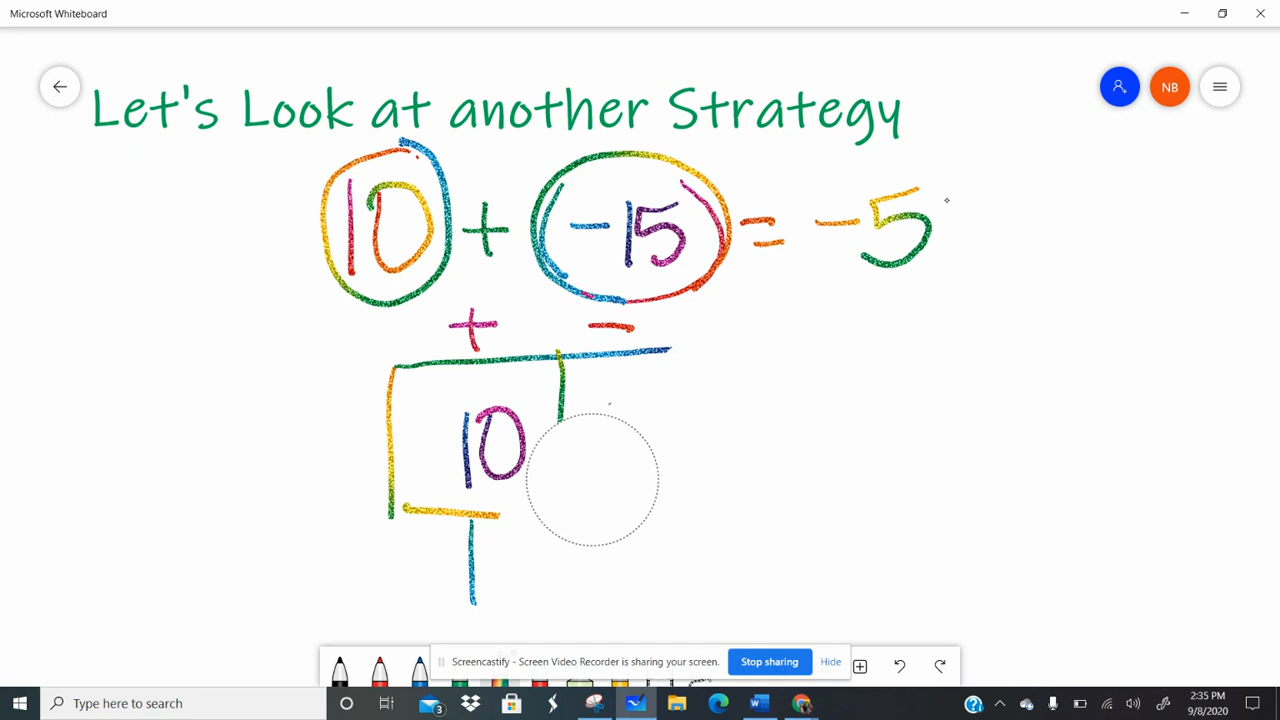 Microsoft Whiteboard
NB
Let's Look at another Strategy
10 + (-15) = -5
+ -
10
Screencastify - Screen Video Recorder is sharing your screen.
Stop sharing
Hide
Type here to search
3
W
2:35 PM
9/8/2020